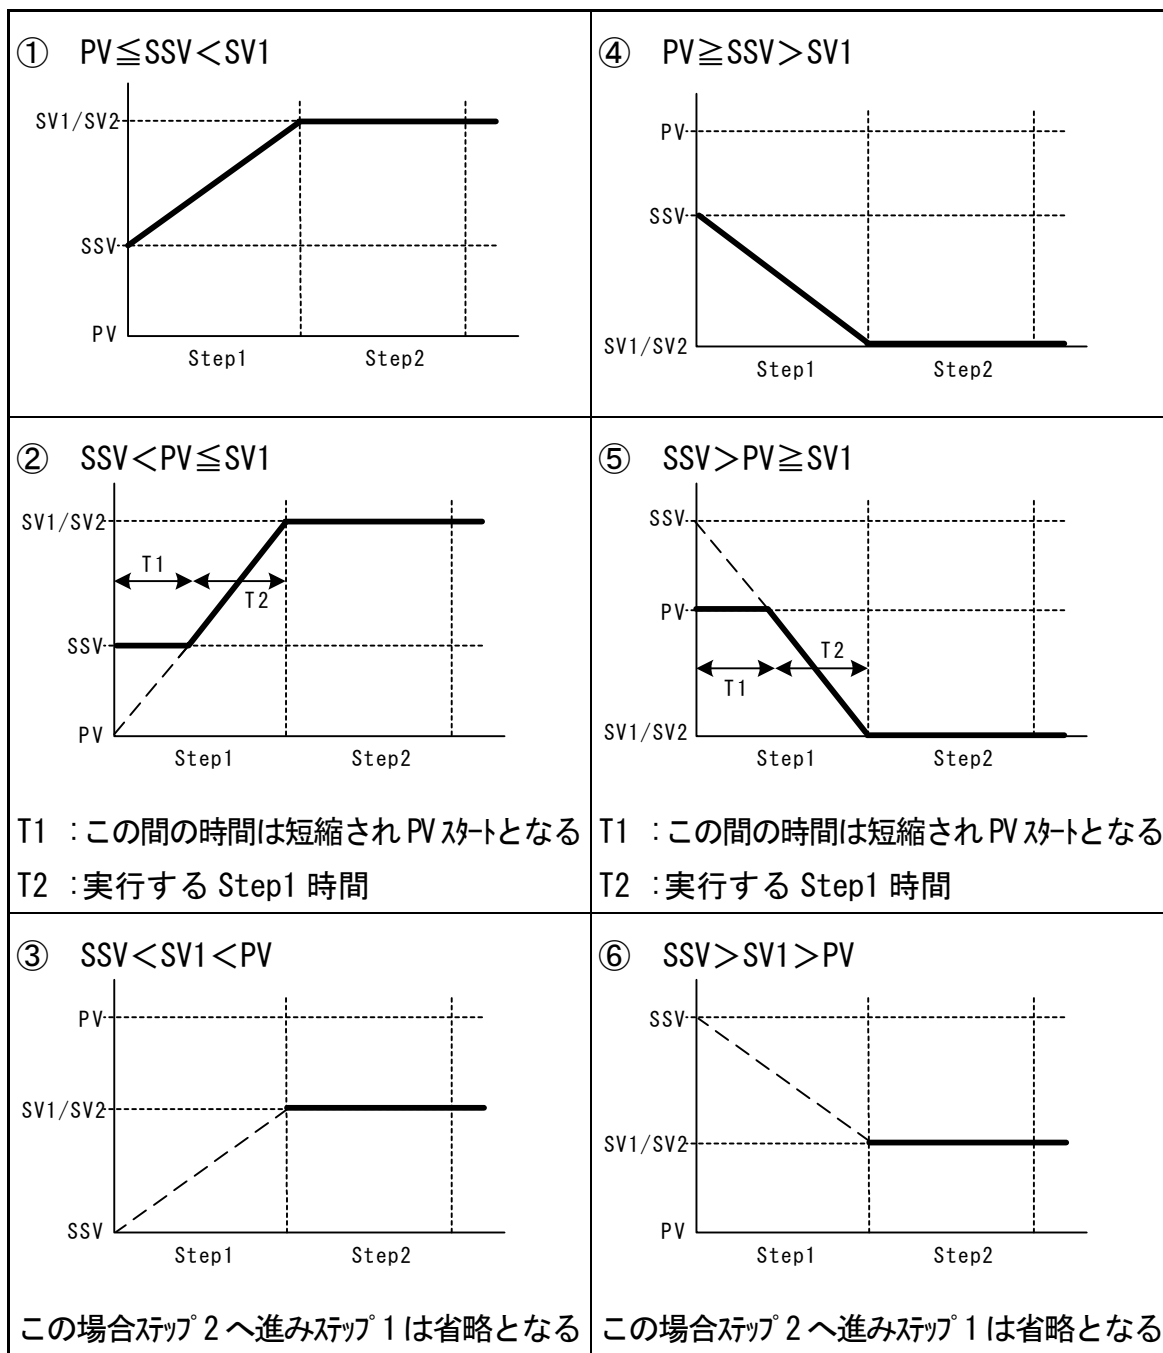 ① PV≦SSV<SV1
SV1/SV2
SSV
PV
Step1 Step2
④ PV≧SSV>SV1
PV
SSV
SV1/SV2
Step1 Step2
② SSV<PV≦SV1
SV1/SV2
T1
T2
SSV
PV
Step1 Step2
T1 :この間の時間は短縮され PV スタートとなる
T2 :実行する Step1 時間
⑤ SSV>PV≧SV1
SSV
PV
T2
T1
SV1/SV2
Step1 Step2
T1 :この間の時間は短縮され PV スタートとなる
T2 :実行する Step1 時間
③ SSV<SV1<PV
PV
SV1/SV2
SSV
Step1 Step2
この場合ステップ 2 へ進みステップ 1 は省略となる
⑥ SSV>SV1>PV
SSV
SV1/SV2
PV
Step1 Step2
この場合ステップ 2 へ進みステップ 1 は省略となる